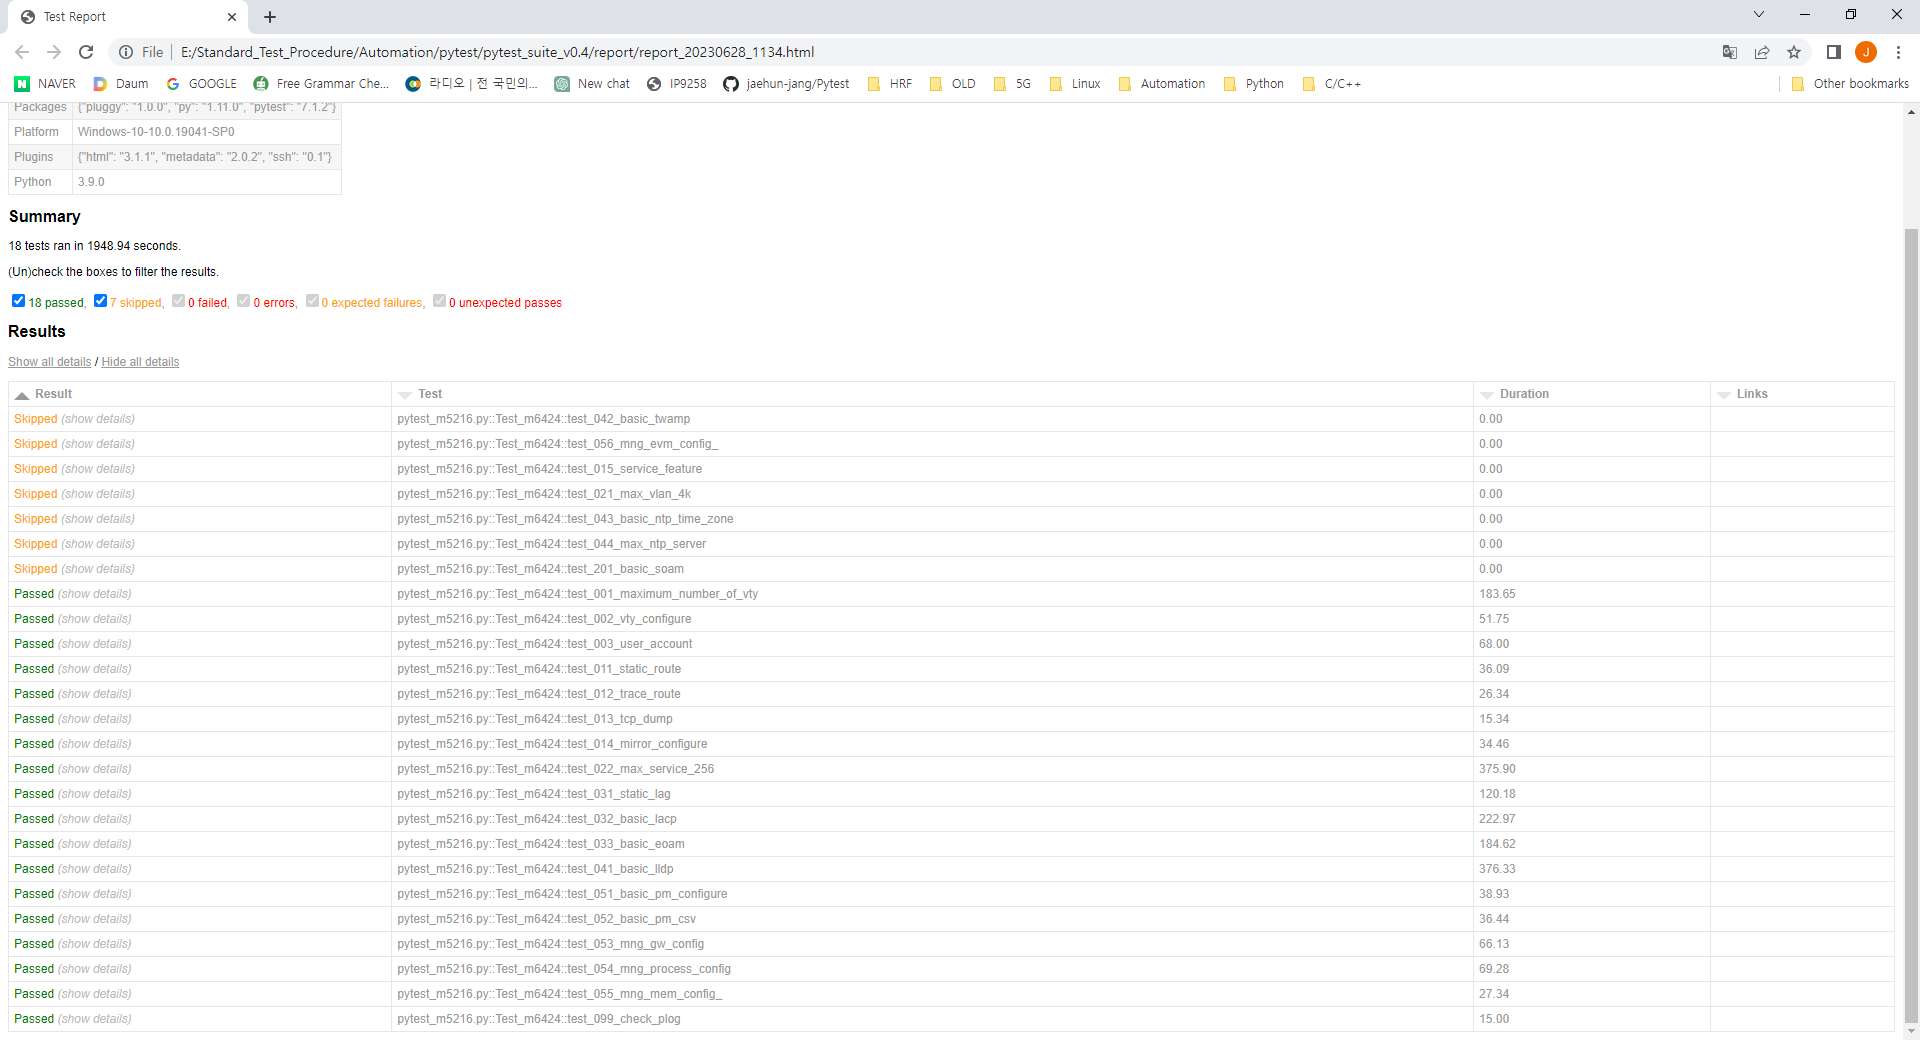 Test Report
File E:/Standard_Test_Procedure/Automation/pytest/pytest_suite_v0.4/report/report_20230628_1134.html J
NAVER Daum GOOGLE Free Grammar Che... 라디오 | 전 국민의... New chat IP9258 jaehun-jang/Pytest HRF OLD 5G Linux Automation Python C/C++ Other bookmarks
Packages {"pluggy": "1.0.0", "py": "1.11.0", "pytest": "7.1.2"}
Platform Windows-10-10.0.19041-SP0
Plugins {"html": "3.1.1", "metadata": "2.0.2", "ssh": "0.1"}
Python 3.9.0
Summary
18 tests ran in 1948.94 seconds.
(Un)check the boxes to filter the results.
18 passed, 7 skipped, 0 failed, 0 errors, 0 expected failures, 0 unexpected passes
Results
Show all details / Hide all details
Result Test Duration Links
Skipped (show details) pytest_m5216.py::Test_m6424::test_042_basic_twamp 0.00
Skipped (show details) pytest_m5216.py::Test_m6424::test_056_mng_evm_config_ 0.00
Skipped (show details) pytest_m5216.py::Test_m6424::test_015_service_feature 0.00
Skipped (show details) pytest_m5216.py::Test_m6424::test_021_max_vlan_4k 0.00
Skipped (show details) pytest_m5216.py::Test_m6424::test_043_basic_ntp_time_zone 0.00
Skipped (show details) pytest_m5216.py::Test_m6424::test_044_max_ntp_server 0.00
Skipped (show details) pytest_m5216.py::Test_m6424::test_201_basic_soam 0.00
Passed (show details) pytest_m5216.py::Test_m6424::test_001_maximum_number_of_vty 183.65
Passed (show details) pytest_m5216.py::Test_m6424::test_002_vty_configure 51.75
Passed (show details) pytest_m5216.py::Test_m6424::test_003_user_account 68.00
Passed (show details) pytest_m5216.py::Test_m6424::test_011_static_route 36.09
Passed (show details) pytest_m5216.py::Test_m6424::test_012_trace_route 26.34
Passed (show details) pytest_m5216.py::Test_m6424::test_013_tcp_dump 15.34
Passed (show details) pytest_m5216.py::Test_m6424::test_014_mirror_configure 34.46
Passed (show details) pytest_m5216.py::Test_m6424::test_022_max_service_256 375.90
Passed (show details) pytest_m5216.py::Test_m6424::test_031_static_lag 120.18
Passed (show details) pytest_m5216.py::Test_m6424::test_032_basic_lacp 222.97
Passed (show details) pytest_m5216.py::Test_m6424::test_033_basic_eoam 184.62
Passed (show details) pytest_m5216.py::Test_m6424::test_041_basic_lldp 376.33
Passed (show details) pytest_m5216.py::Test_m6424::test_051_basic_pm_configure 38.93
Passed (show details) pytest_m5216.py::Test_m6424::test_052_basic_pm_csv 36.44
Passed (show details) pytest_m5216.py::Test_m6424::test_053_mng_gw_config 66.13
Passed (show details) pytest_m5216.py::Test_m6424::test_054_mng_process_config 69.28
Passed (show details) pytest_m5216.py::Test_m6424::test_055_mng_mem_config_ 27.34
Passed (show details) pytest_m5216.py::Test_m6424::test_099_check_plog 15.00